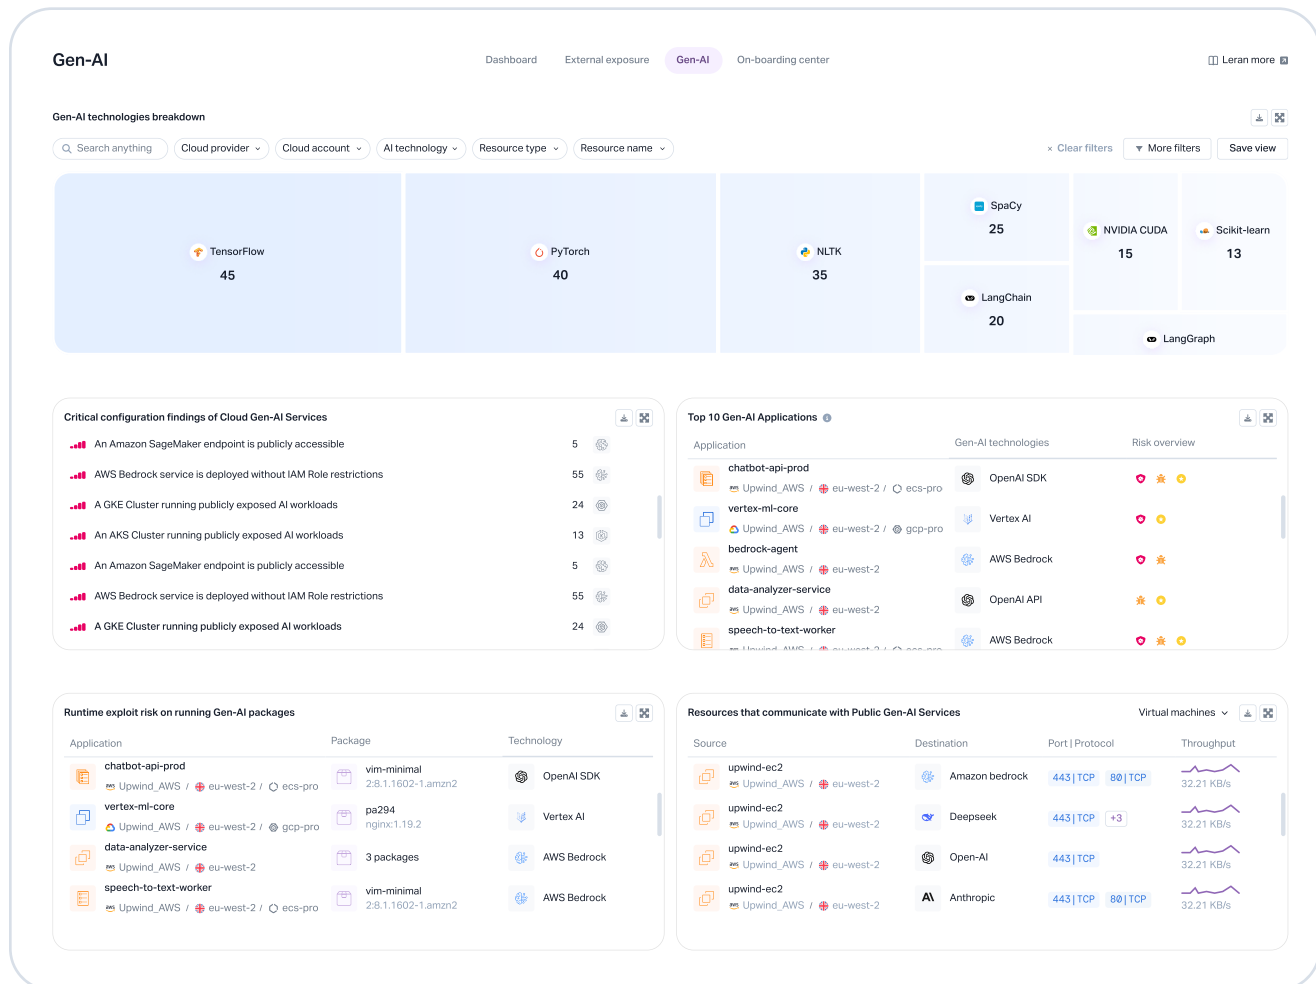 Gen-AI
Dashboard External exposure Gen-AI On-boarding center
Leran more
Gen-AI technologies breakdown
Search anything Cloud provider Cloud account AI technology Resource type Resource name
× Clear filters More filters Save view
TensorFlow
45
PyTorch
40
NLTK
35
SpaCy
25
LangChain
20
NVIDIA CUDA
15
Scikit-learn
13
LangGraph
Critical configuration findings of Cloud Gen-AI Services
An Amazon SageMaker endpoint is publicly accessible 5
AWS Bedrock service is deployed without IAM Role restrictions 55
A GKE Cluster running publicly exposed AI workloads 24
An AKS Cluster running publicly exposed AI workloads 13
An Amazon SageMaker endpoint is publicly accessible 5
AWS Bedrock service is deployed without IAM Role restrictions 55
A GKE Cluster running publicly exposed AI workloads 24
Top 10 Gen-AI Applications
Application Gen-AI technologies Risk overview
chatbot-api-prod
aws Upwind_AWS / eu-west-2 / ecs-pro
OpenAI SDK
vertex-ml-core
Upwind_AWS / eu-west-2 / gcp-pro
Vertex AI
bedrock-agent
aws Upwind_AWS / eu-west-2
AWS Bedrock
data-analyzer-service
aws Upwind_AWS / eu-west-2
OpenAI API
speech-to-text-worker
aws Upwind_AWS / eu-west-2 / ecs-pro
AWS Bedrock
Runtime exploit risk on running Gen-AI packages
Application Package Technology
chatbot-api-prod
aws Upwind_AWS / eu-west-2 / ecs-pro
vim-minimal
2:8.1.1602-1.amzn2
OpenAI SDK
vertex-ml-core
Upwind_AWS / eu-west-2 / gcp-pro
pa294
nginx:1.19.2
Vertex AI
data-analyzer-service
aws Upwind_AWS / eu-west-2
3 packages
AWS Bedrock
speech-to-text-worker
aws Upwind_AWS / eu-west-2 / ecs-pro
vim-minimal
2:8.1.1602-1.amzn2
AWS Bedrock
Resources that communicate with Public Gen-AI Services
Virtual machines
Source Destination Port | Protocol Throughput
upwind-ec2
aws Upwind_AWS / eu-west-2
Amazon bedrock
443 | TCP 80 | TCP
32.21 KB/s
upwind-ec2
aws Upwind_AWS / eu-west-2
Deepseek
443 | TCP +3
32.21 KB/s
upwind-ec2
aws Upwind_AWS / eu-west-2
Open-AI
443 | TCP
32.21 KB/s
upwind-ec2
aws Upwind_AWS / eu-west-2
Anthropic
443 | TCP 80 | TCP
32.21 KB/s